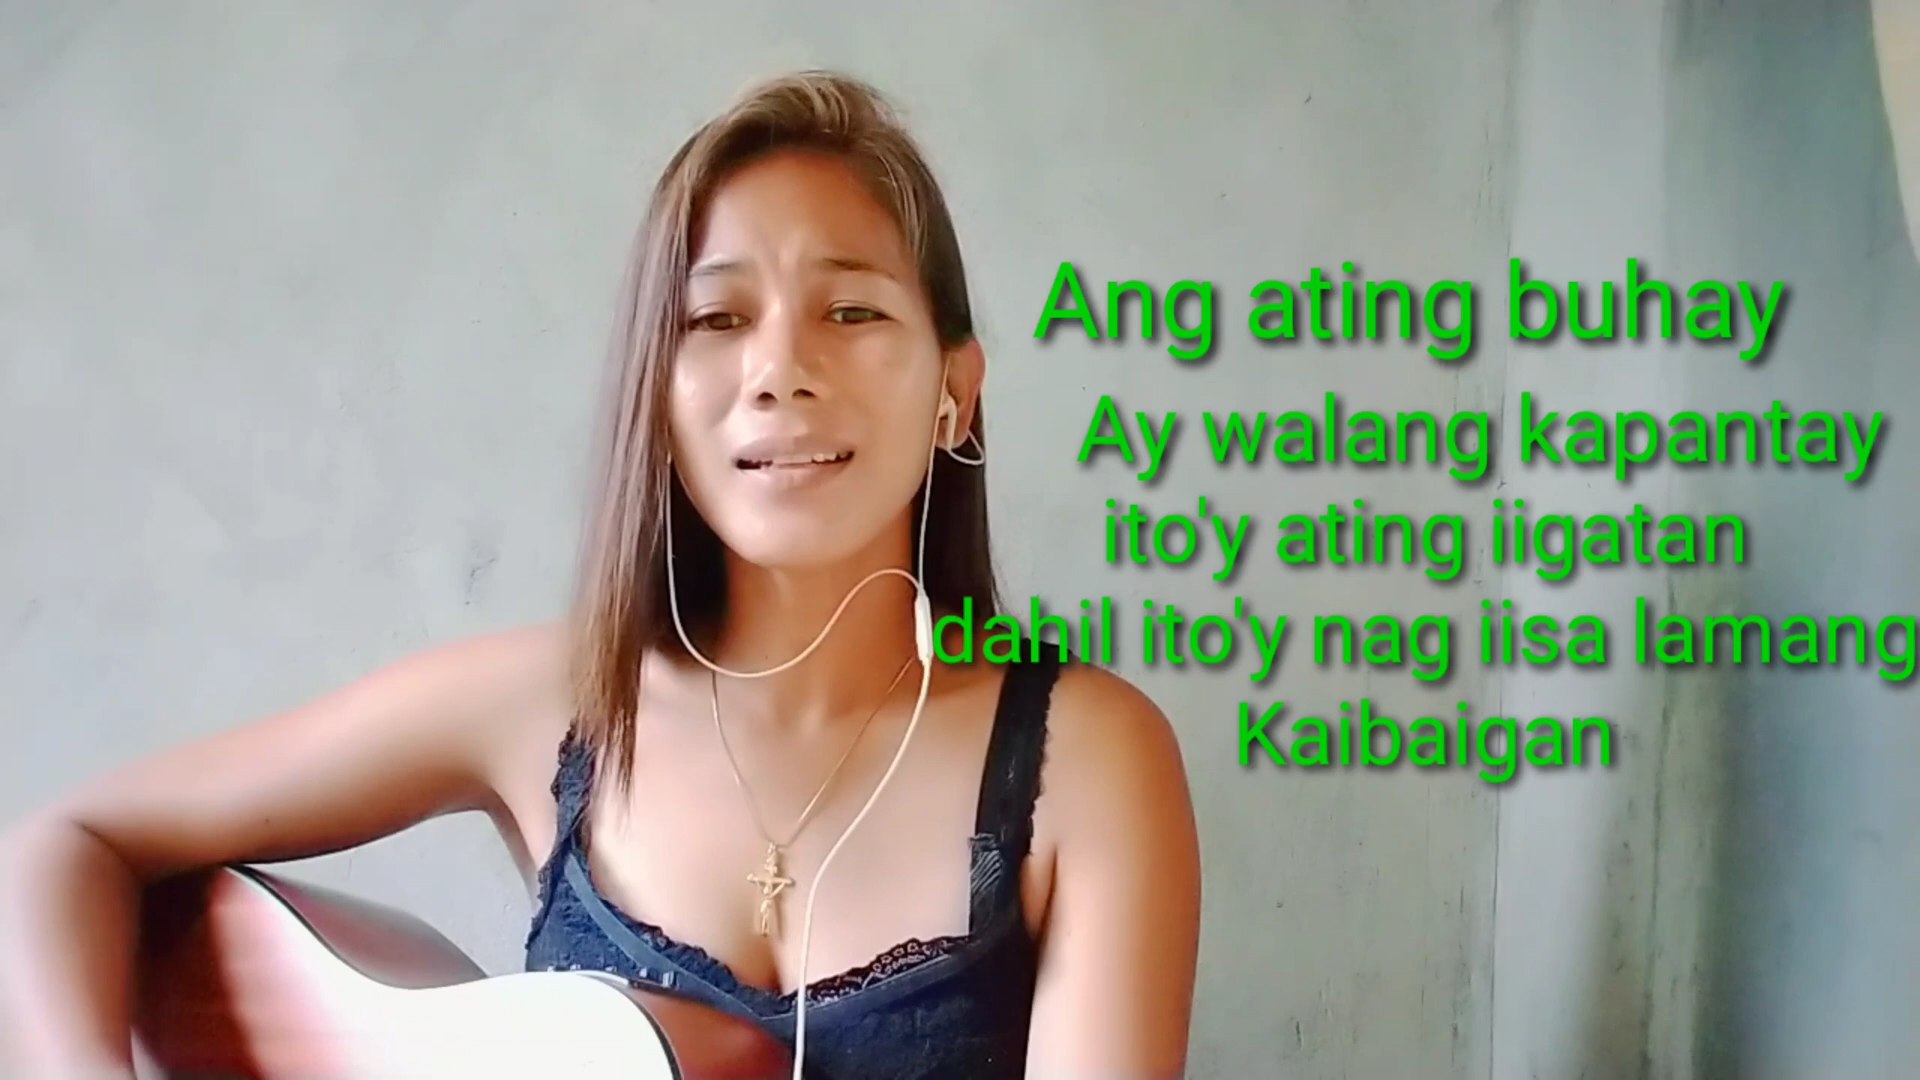 Ang ating buhay
Ay walang kapantay
ito'y ating iigatan
dahil ito'y nag iisa lamang
Kaibaigan